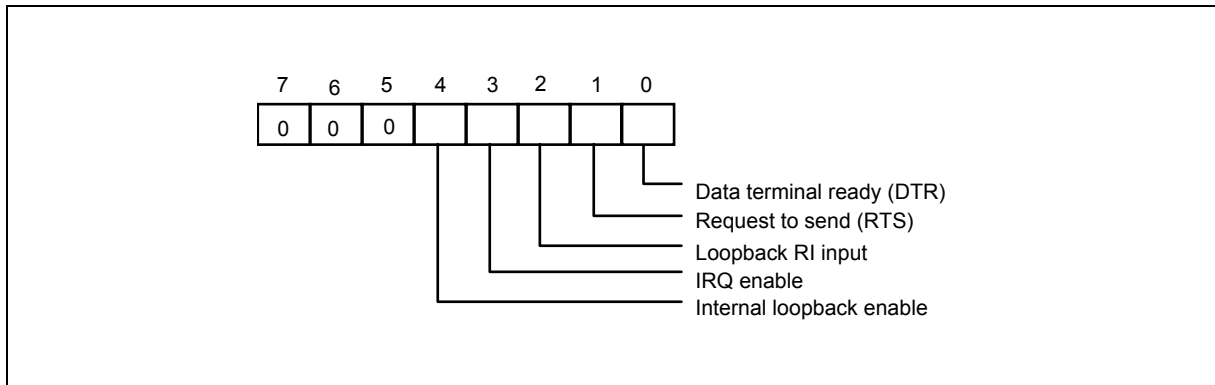 7 6 5 4 3 2 1 0
0 0 0
Data terminal ready (DTR)
Request to send (RTS)
Loopback RI input
IRQ enable
Internal loopback enable